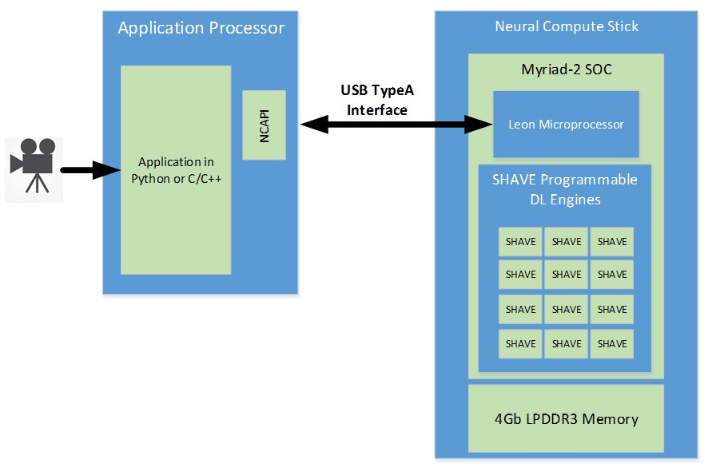 Application Processor
Application in
Python or C/C++
NCAPI
USB TypeA
Interface
Neural Compute Stick
Myriad-2 SOC
Leon Microprocessor
SHAVE Programmable
DL Engines
SHAVE SHAVE SHAVE
SHAVE SHAVE SHAVE
SHAVE SHAVE SHAVE
SHAVE SHAVE SHAVE
4Gb LPDDR3 Memory